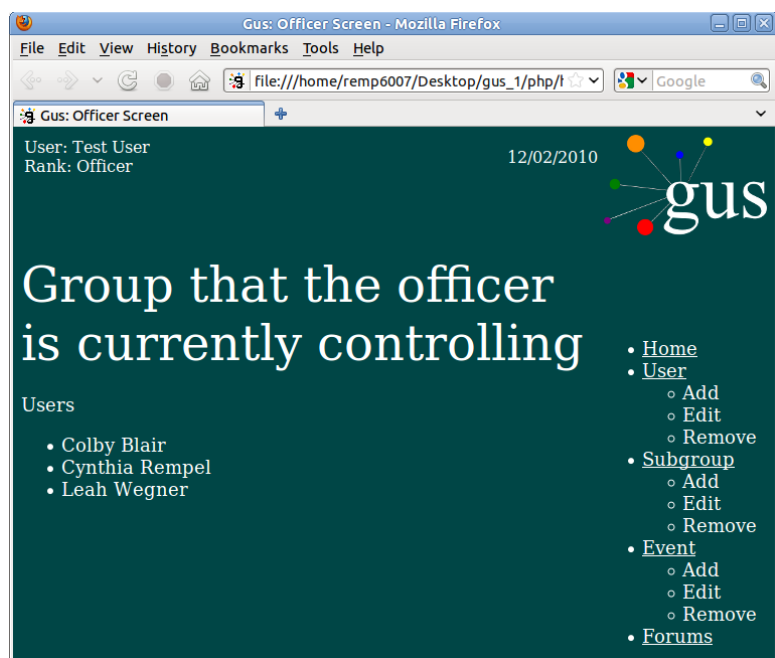 Gus: Officer Screen - Mozilla Firefox
File Edit View History Bookmarks Tools Help
file:///home/remp6007/Desktop/gus_1/php/h
Google
Gus: Officer Screen
User: Test User
Rank: Officer
12/02/2010
gus
Group that the officer
is currently controlling
Users
Colby Blair
Cynthia Rempel
Leah Wegner
Home
User
Add
Edit
Remove
Subgroup
Add
Edit
Remove
Event
Add
Edit
Remove
Forums